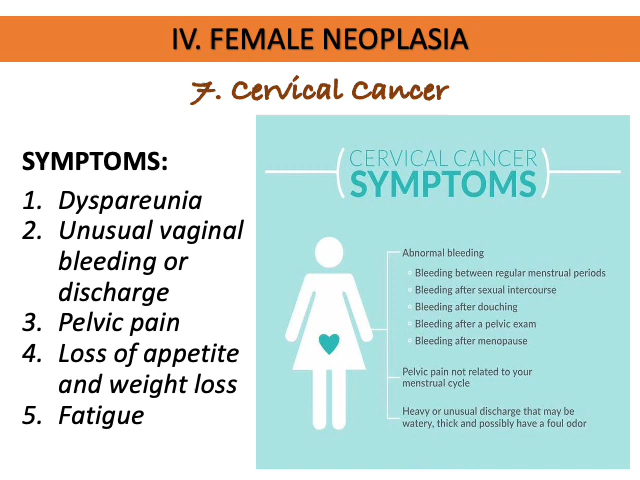 IV. FEMALE NEOPLASIA
7. Cervical Cancer
SYMPTOMS:
1. Dyspareunia
2. Unusual vaginal
bleeding or
discharge
3. Pelvic pain
4. Loss of appetite
and weight loss
5. Fatigue
CERVICAL CANCER
SYMPTOMS
Abnormal bleeding
Bleeding between regular menstrual periods
Bleeding after sexual intercourse
Bleeding after douching
Bleeding after a pelvic exam
Bleeding after menopause
Pelvic pain not related to your
menstrual cycle
Heavy or unusual discharge that may be
watery, thick and possibly have a foul odor